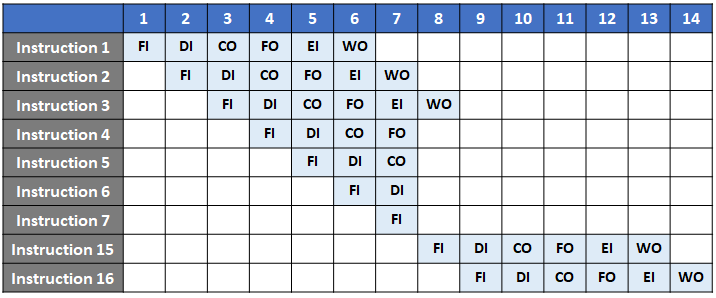 1 2 3 4 5 6 7 8 9 10 11 12 13 14
Instruction 1 FI DI CO FO EI WO
Instruction 2 FI DI CO FO EI WO
Instruction 3 FI DI CO FO EI WO
Instruction 4 FI DI CO FO
Instruction 5 FI DI CO
Instruction 6 FI DI
Instruction 7 FI
Instruction 15 FI DI CO FO EI WO
Instruction 16 FI DI CO FO EI WO